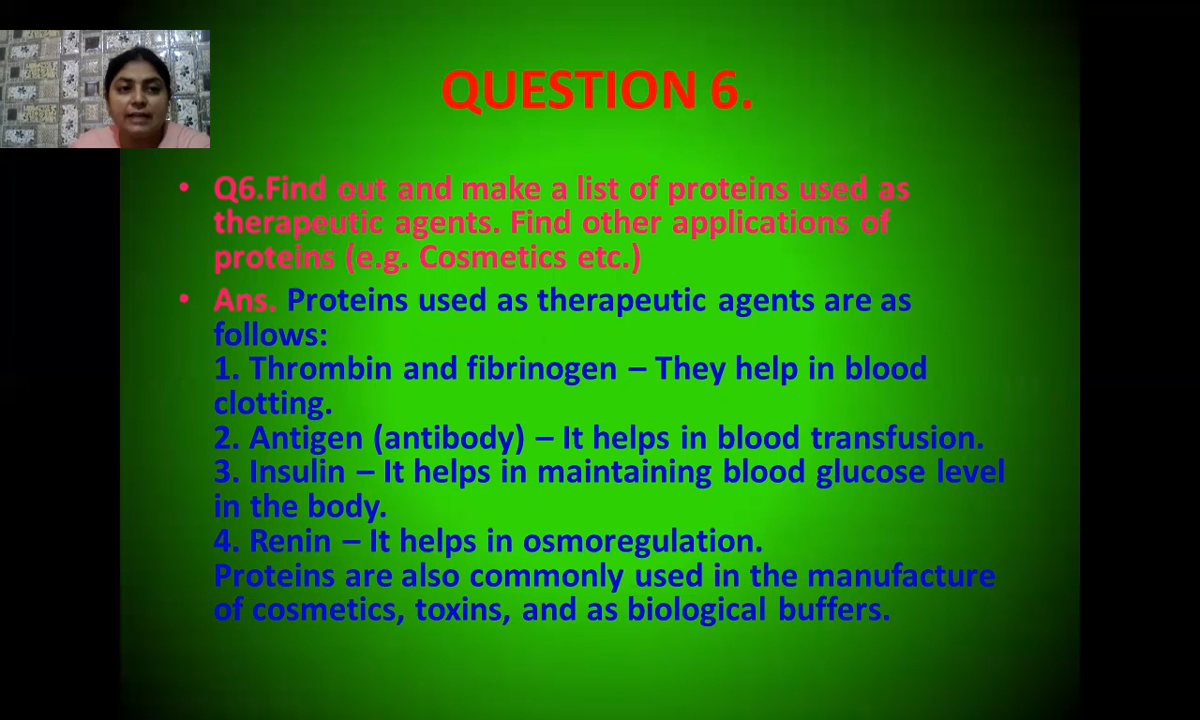 QUESTION 6.
• Q6.Find out and make a list of proteins used as
therapeutic agents. Find other applications of
proteins (e.g. Cosmetics etc.)
• Ans. Proteins used as therapeutic agents are as
follows:
1. Thrombin and fibrinogen – They help in blood
clotting.
2. Antigen (antibody) – It helps in blood transfusion.
3. Insulin – It helps in maintaining blood glucose level
in the body.
4. Renin – It helps in osmoregulation.
Proteins are also commonly used in the manufacture
of cosmetics, toxins, and as biological buffers.